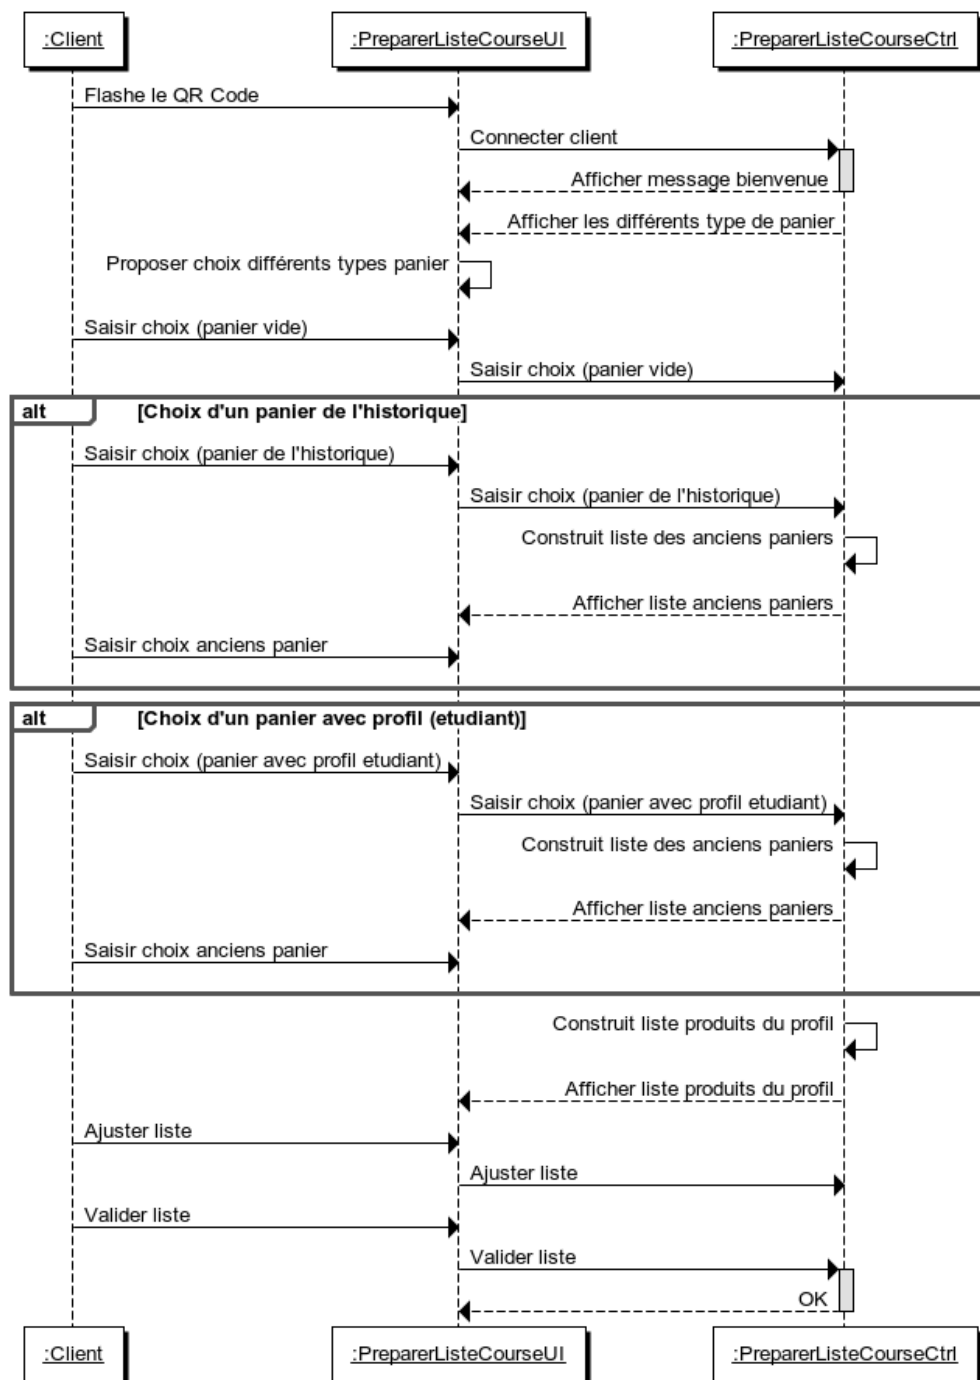 :Client
:PreparerListeCourseUI
:PreparerListeCourseCtrl
Flashe le QR Code
Connecter client
Afficher message bienvenue
Afficher les différents type de panier
Proposer choix différents types panier
Saisir choix (panier vide)
Saisir choix (panier vide)
alt
[Choix d'un panier de l'historique]
Saisir choix (panier de l'historique)
Saisir choix (panier de l'historique)
Construit liste des anciens paniers
Afficher liste anciens paniers
Saisir choix anciens panier
alt
[Choix d'un panier avec profil (etudiant)]
Saisir choix (panier avec profil etudiant)
Saisir choix (panier avec profil etudiant)
Construit liste des anciens paniers
Afficher liste anciens paniers
Saisir choix anciens panier
Construit liste produits du profil
Afficher liste produits du profil
Ajuster liste
Ajuster liste
Valider liste
Valider liste
OK
:Client
:PreparerListeCourseUI
:PreparerListeCourseCtrl